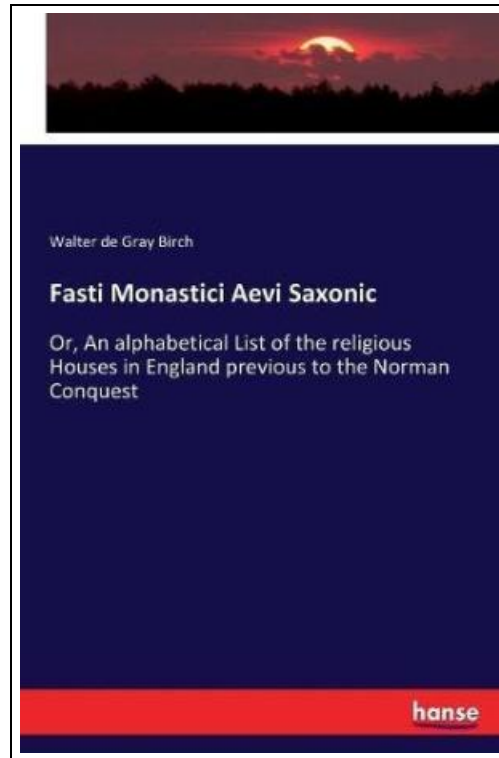 Walter de Gray Birch
Fasti Monastici Aevi Saxonic
Or, An alphabetical List of the religious
Houses in England previous to the Norman
Conquest
hanse